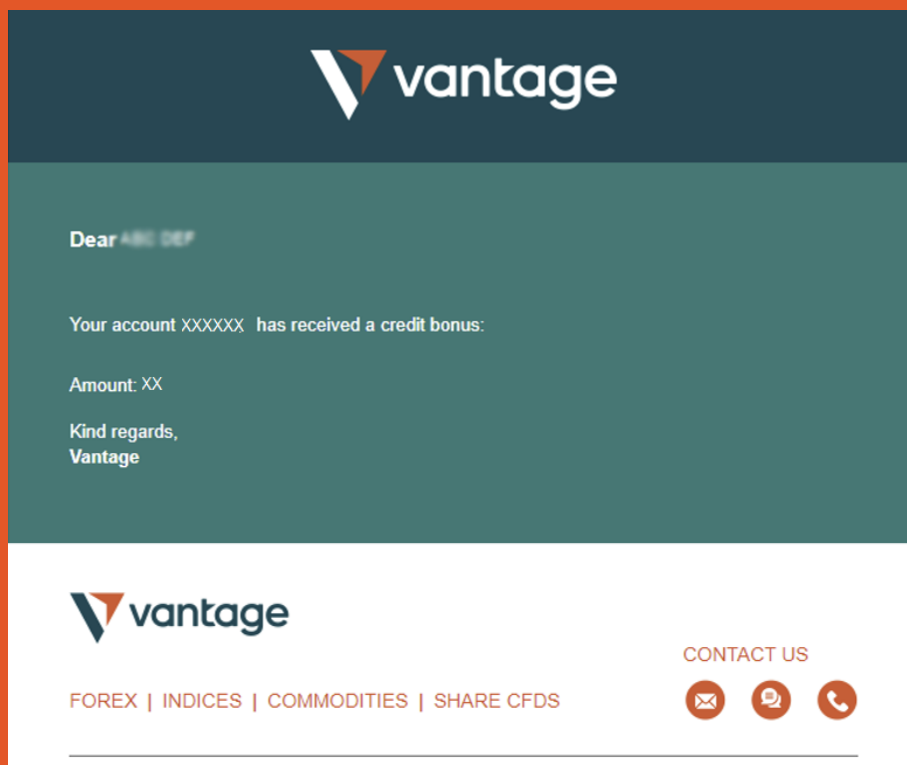 vantage
Dear
Your account XXXXXX has received a credit bonus:
Amount: XX
Kind regards,
Vantage
vantage
CONTACT US
FOREX | INDICES | COMMODITIES | SHARE CFDS